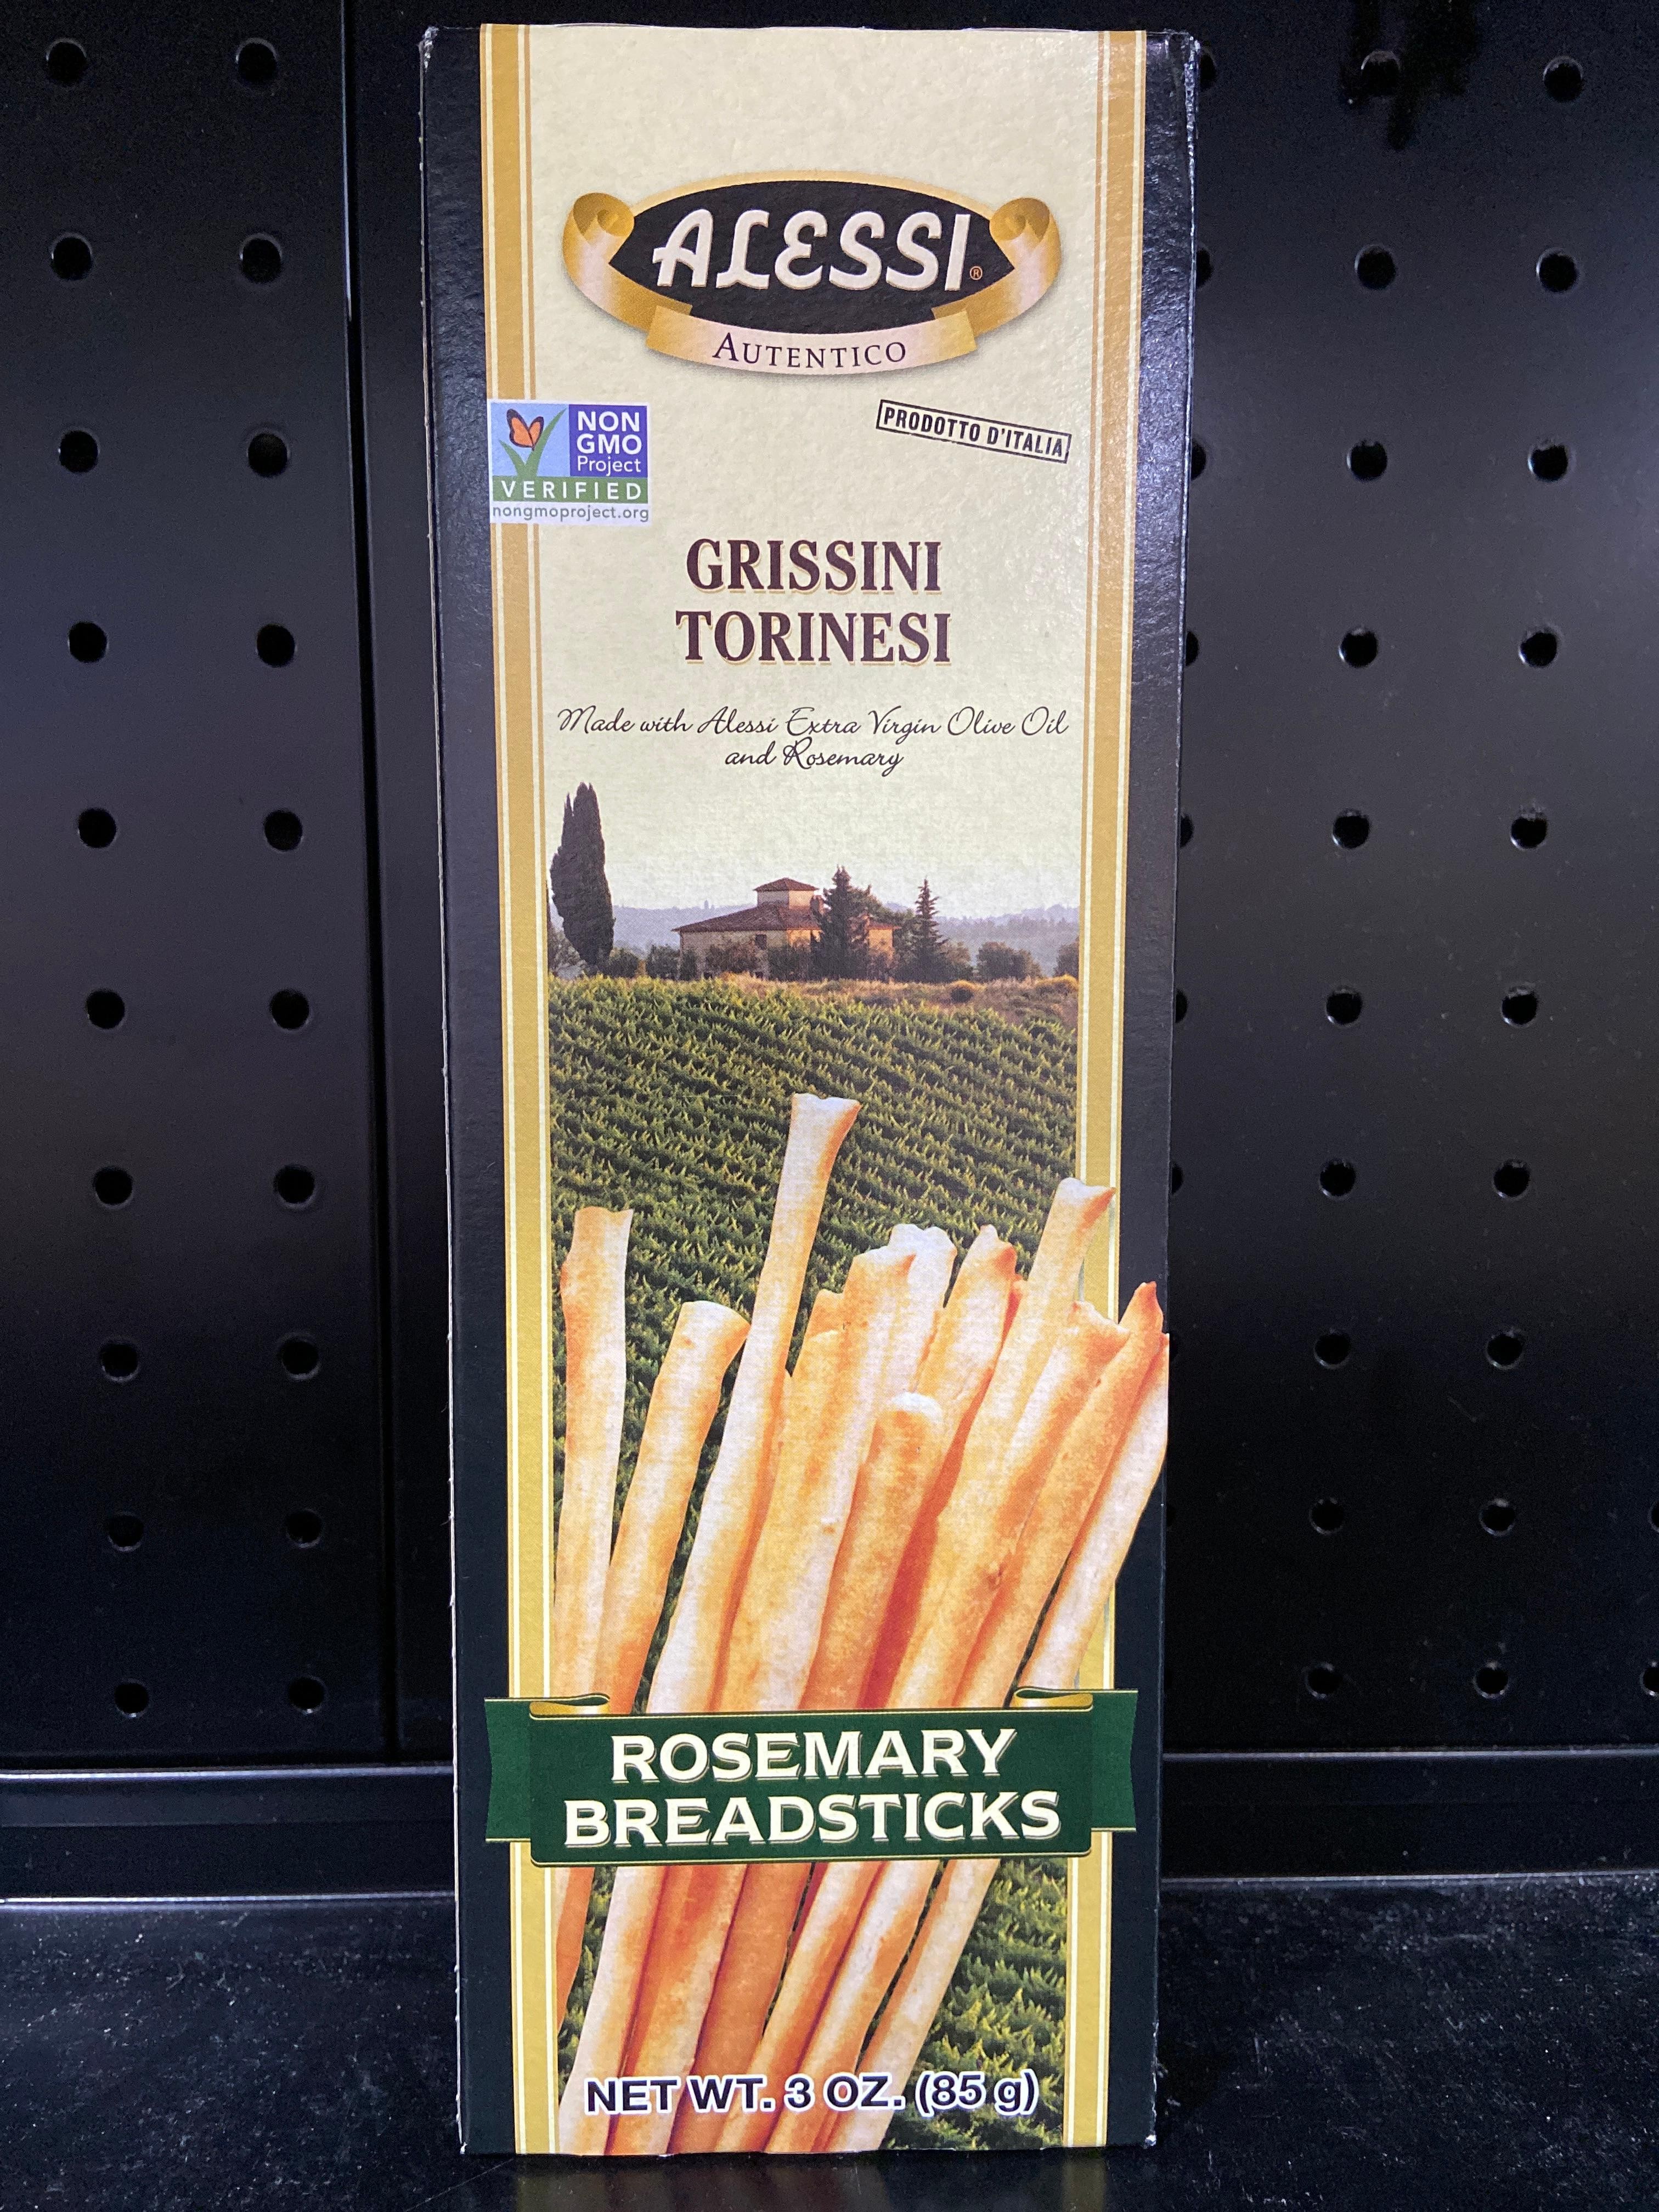 ALESSI®
AUTENTICO
NON
GMO
Project
VERIFIED
nongmoproject.org
PRODOTTO D'ITALIA
GRISSINI
TORINESI
Made with Alessi Extra Virgin Olive Oil
and Rosemary
ROSEMARY
BREADSTICKS
NET WT. 3 OZ. (85 g)